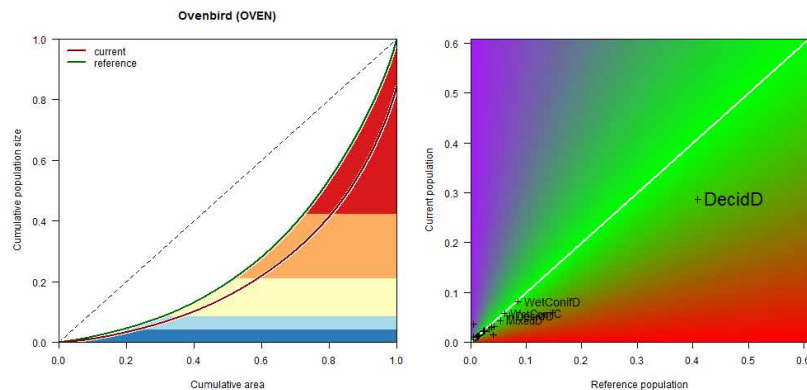 Ovenbird (OVEN)
current
reference
1.0
0.8
0.6
0.4
0.2
0.0
Cumulative population size
0.0
0.2
0.4
0.6
0.8
1.0
Cumulative area
0.6
0.5
0.4
0.3
0.2
0.1
0.0
Current population
DecidD
WetConifD
WetConifC
MixedD
0.0
0.1
0.2
0.3
0.4
0.5
0.6
Reference population